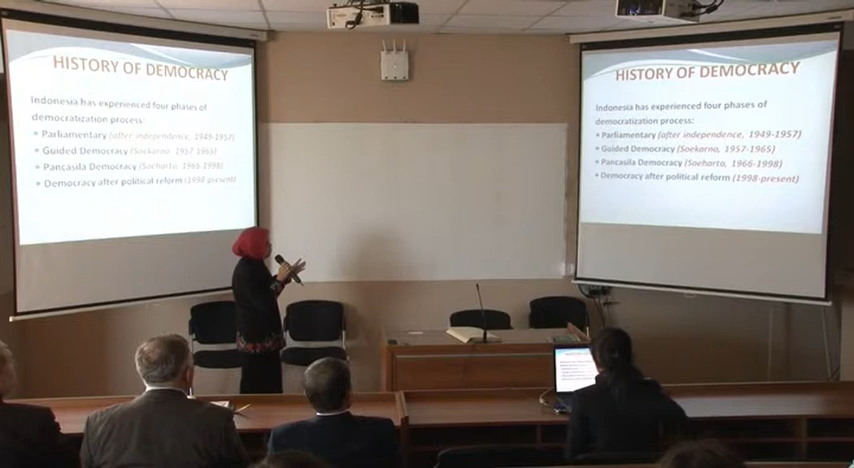 HISTORY OF DEMOCRACY
Indonesia has experienced four phases of
democratization process:
• Parliamentary (after independence, 1949-1957)
• Guided Democracy (Soekarno, 1957-1965)
• Pancasila Democracy (Soeharto, 1966-1998)
• Democracy after political reform (1998-present)
HISTORY OF DEMOCRACY
Indonesia has experienced four phases of
democratization process:
• Parliamentary (after independence, 1949-1957)
• Guided Democracy (Soekarno, 1957-1965)
• Pancasila Democracy (Soeharto, 1966-1998)
• Democracy after political reform (1998-present)